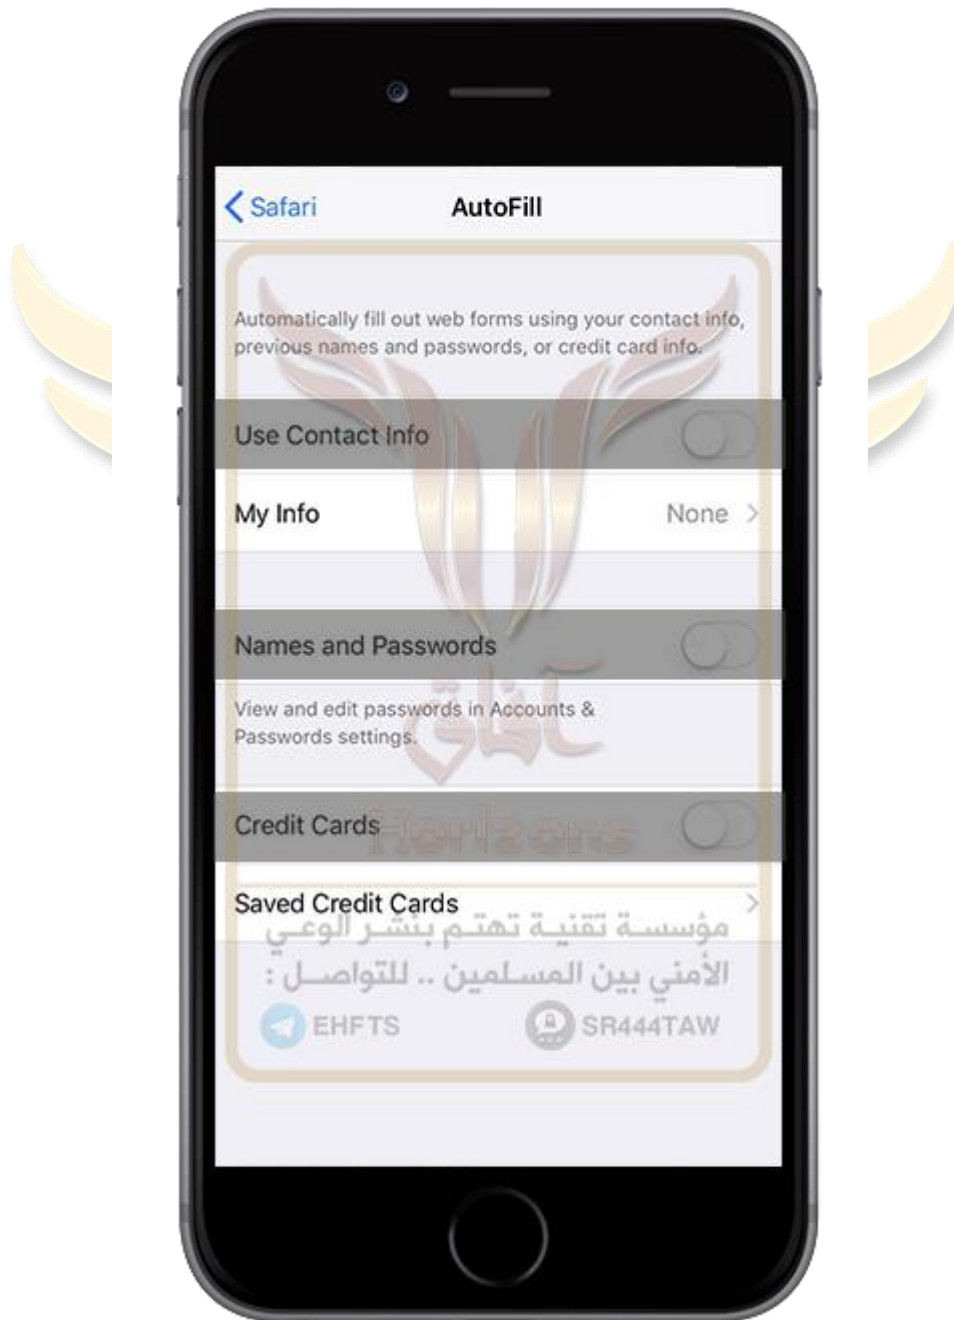 Safari
AutoFill
Automatically fill out web forms using your contact info,
previous names and passwords, or credit card info.
Use Contact Info
My Info
None
Names and Passwords
View and edit passwords in Accounts &
Passwords settings.
آفاق
Credit Cards
Horizons
Saved Credit Cards
مؤسسة تقنية تهتم بنشر الوعي
الأمني بين المسلمين .. للتواصل :
EHFTS
SR444TAW